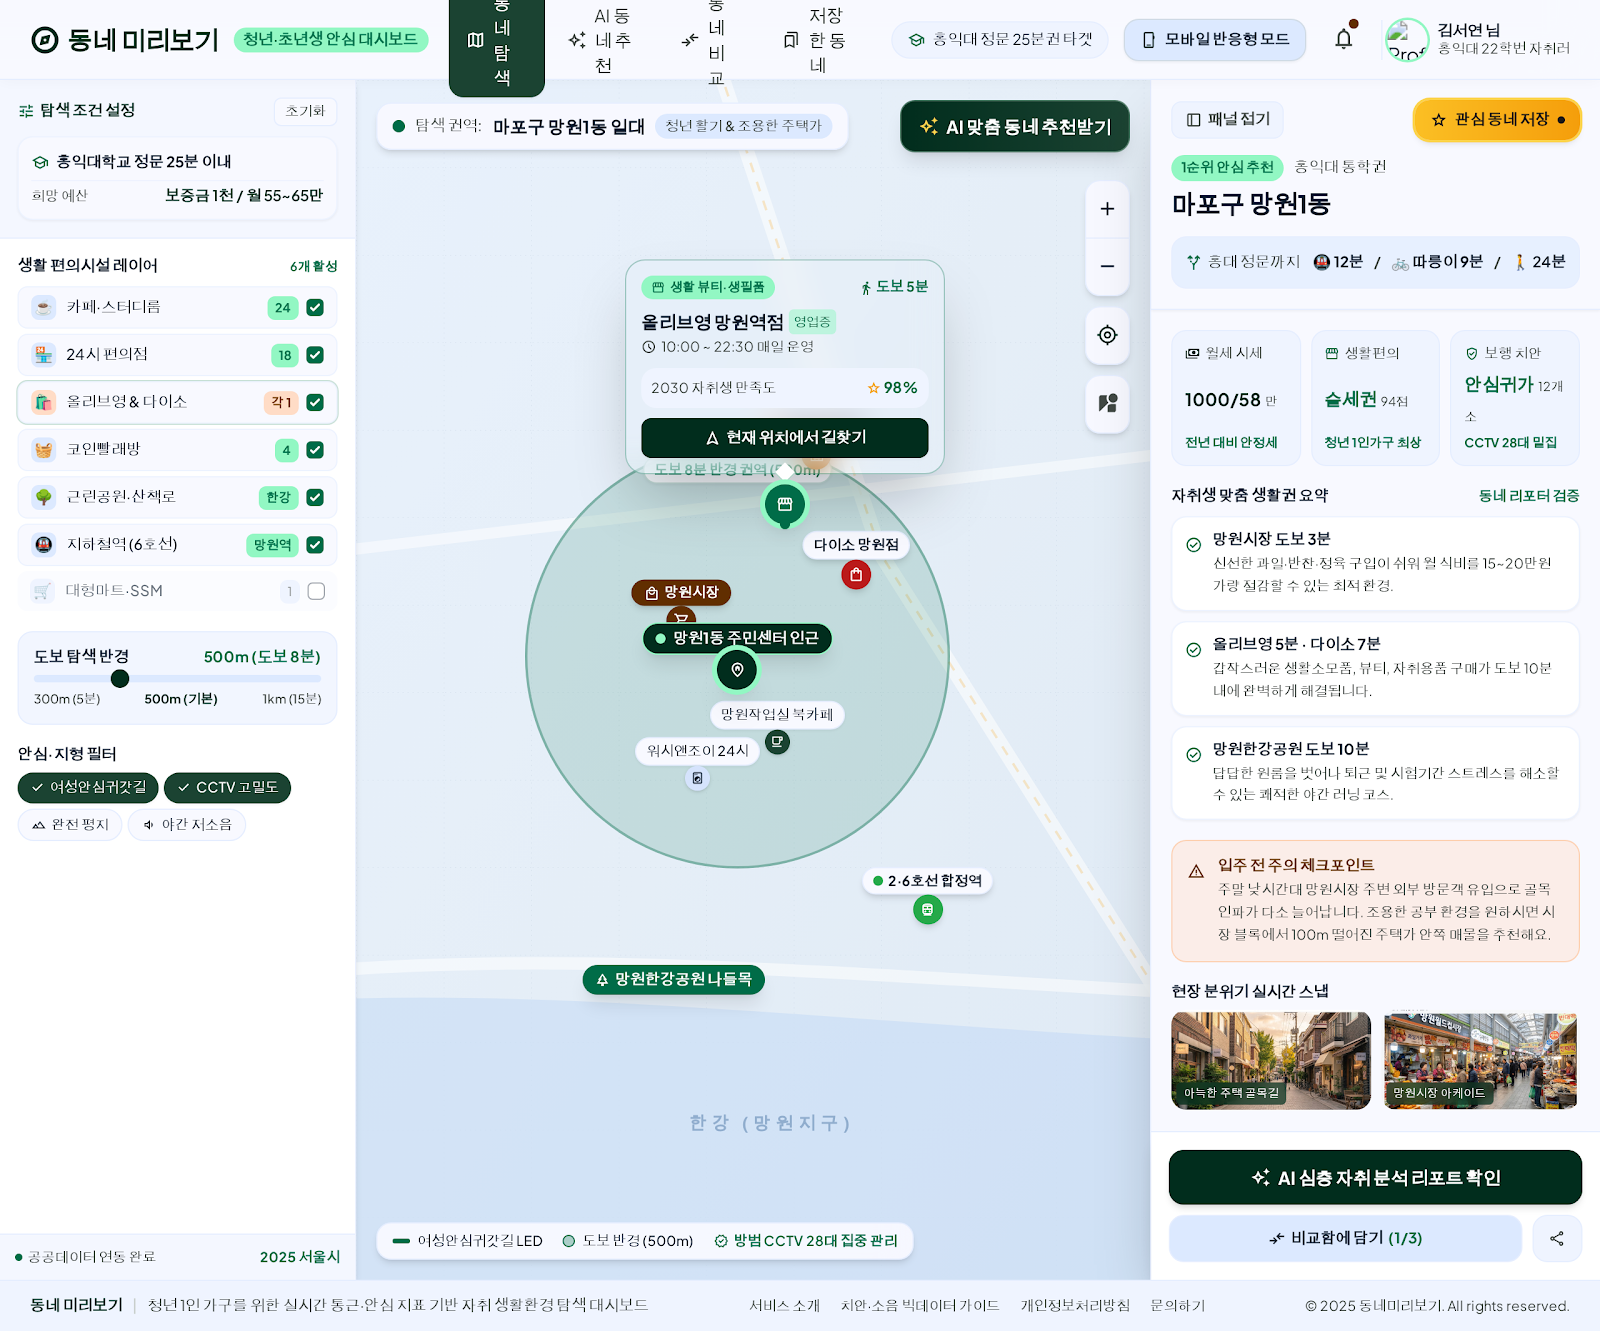 동네 미리보기
청년·초년생 안심 대시보드
동네탐색
AI 동네 추천
동네 비교
저장한 동네
홍익대 정문 25분권 타겟
모바일 반응형 모드
김서연 님
홍익대 22학번 자취러
탐색 조건 설정
초기화
홍익대학교 정문 25분 이내
희망 예산
보증금 1천 / 월 55~65만
생활 편의시설 레이어
6개 활성
카페·스터디룸
24
24시 편의점
18
올리브영 & 다이소
각 1
코인빨래방
4
근린공원·산책로
한강
지하철역 (6호선)
망원역
대형마트·SSM
1
도보 탐색 반경
500m (도보 8분)
300m (5분)
500m (기본)
1km (15분)
안심·지형 필터
여성안심귀갓길
CCTV 고밀도
완전 평지
야간 저소음
공공데이터 연동 완료
2025 서울시
탐색 권역:
마포구 망원1동 일대
청년 활기 & 조용한 주택가
AI 맞춤 동네 추천받기
생활 뷰티·생필품
도보 5분
올리브영 망원역점
영업중
10:00 ~ 22:30 매일 운영
2030 자취생 만족도
98%
현재 위치에서 길찾기
도보 8분 반경 권역 (500m)
다이소 망원점
망원시장
망원1동 주민센터 인근
망원작업실 북카페
워시앤조이 24시
2·6호선 합정역
망원한강공원 나들목
한강 (망원지구)
여성안심귀갓길 LED
도보 반경 (500m)
방범 CCTV 28대 집중 관리
패널 접기
관심 동네 저장
1순위 안심 추천
홍익대 통학권
마포구 망원1동
홍대 정문까지
12분
/
따릉이 9분
/
24분
월세 시세
1000/58 만
전년 대비 안정세
생활편의
슬세권 94점
청년 1인가구 최상
보행 치안
안심귀가 12개
소
CCTV 28대 밀집
자취생 맞춤 생활권 요약
동네 리포터 검증
망원시장 도보 3분
신선한 과일·반찬·정육 구입이 쉬워 월 식비를 15~20만원
가량 절감할 수 있는 최적 환경.
올리브영 5분 · 다이소 7분
갑작스러운 생활소모품, 뷰티, 자취용품 구매가 도보 10분
내에 완벽하게 해결됩니다.
망원한강공원 도보 10분
답답한 원룸을 벗어나 퇴근 및 시험기간 스트레스를 해소할
수 있는 쾌적한 야간 러닝 코스.
입주 전 주의 체크포인트
주말 낮 시간대 망원시장 주변 외부 방문객 유입으로 골목
인파가 다소 늘어납니다. 조용한 공부 환경을 원하시면 시
장 블록에서 100m 떨어진 주택가 안쪽 매물을 추천해요.
현장 분위기 실시간 스냅
아늑한 주택 골목길
망원시장 아케이드
AI 심층 자취 분석 리포트 확인
비교함에 담기 (1/3)
동네 미리보기
청년 1인 가구를 위한 실시간 통근·안심 지표 기반 자취 생활환경 탐색 대시보드
서비스 소개
치안·소음 빅데이터 가이드
개인정보처리방침
문의하기
© 2025 동네미리보기. All rights reserved.